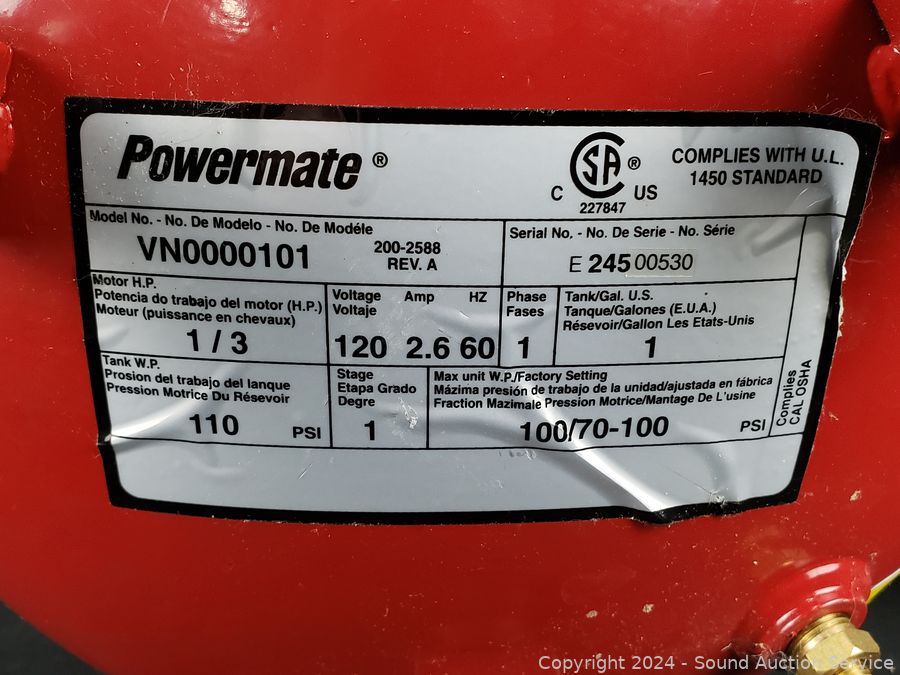 Powermate ®
CSA ®
C US
227847
COMPLIES WITH U.L.
1450 STANDARD
Model No. - No. De Modelo - No. De Modéle
VN0000101
200-2588
REV. A
Serial No. - No. De Serie - No. Série
E 24500530
Motor H.P.
Potencia do trabajo del motor (H.P.)
Moteur (puissance en chevaux)
1 / 3
Voltage Amp HZ
Voltaje
120 2.6 60
Phase
Fases
1
Tank/Gal. U.S.
Tanque/Galones (E.U.A.)
Résevoir/Gallon Les Etats-Unis
1
Tank W.P.
Prosion del trabajo del lanque
Pression Motrice Du Résevoir
110 PSI
Stage
Etapa Grado
Degre
1
Max unit W.P./Factory Setting
Mázima presión de trabajo de la unidad/ajustada en fábrica
Fraction Mazimale Pression Motrice/Mantage De L'usine
100/70-100 PSI
Complies
CAL OSHA
Copyright 2024 - Sound Auction Service